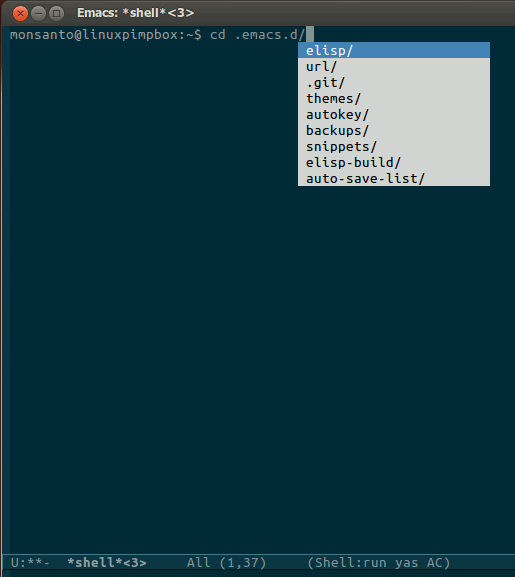 Emacs: *shell*<3>
monsanto@linuxpimpbox:~$ cd .emacs.d/
elisp/
url/
.git/
themes/
autokey/
backups/
snippets/
elisp-build/
auto-save-list/
U:**-  *shell*<3>     All (1,37)     (Shell:run yas AC)